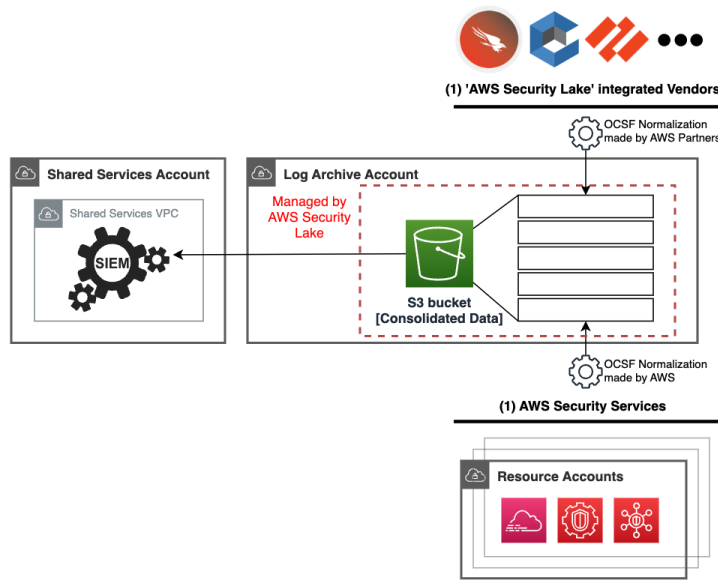 (1) 'AWS Security Lake' integrated Vendors
OCSF Normalization
made by AWS Partners
Shared Services Account
Log Archive Account
Shared Services VPC
Managed by
AWS Security
Lake
SIEM
S3 bucket
[Consolidated Data]
OCSF Normalization
made by AWS
(1) AWS Security Services
Resource Accounts